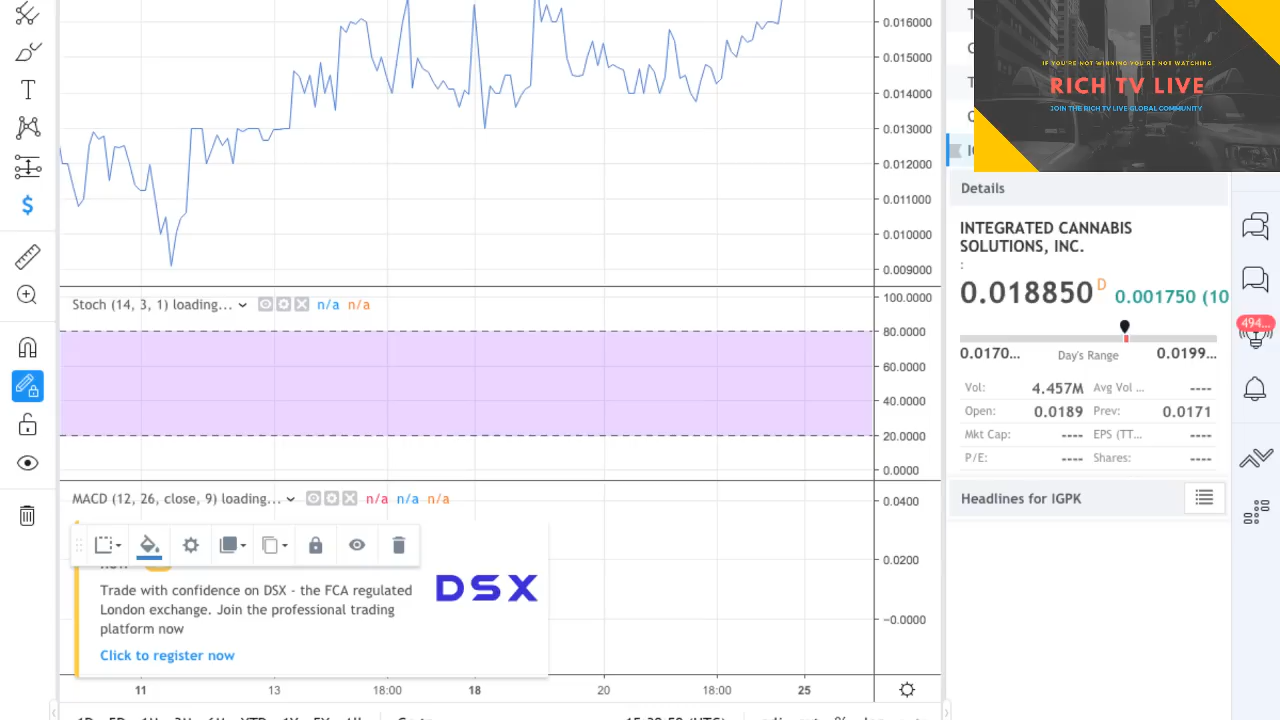 0.016000
0.015000
0.014000
0.013000
0.012000
0.011000
0.010000
0.009000
Stoch (14, 3, 1) loading... n/a n/a
100.0000
80.0000
60.0000
40.0000
20.0000
0.0000
MACD (12, 26, close, 9) loading... n/a n/a n/a
0.0400
0.0200
−0.0000
Trade with confidence on DSX - the FCA regulated
London exchange. Join the professional trading
platform now
Click to register now
DSX
11 13 18:00 18 20 18:00 25
IF YOU'RE NOT WINNING YOU'RE NOT WATCHING
RICH TV LIVE
JOIN THE RICH TV LIVE GLOBAL COMMUNITY
Details
INTEGRATED CANNABIS
SOLUTIONS, INC.
:
0.018850 D 0.001750 (10
0.0170... Day's Range 0.0199...
Vol: 4.457M Avg Vol ... ----
Open: 0.0189 Prev: 0.0171
Mkt Cap: ---- EPS (TT... ----
P/E: ---- Shares: ----
Headlines for IGPK
494...